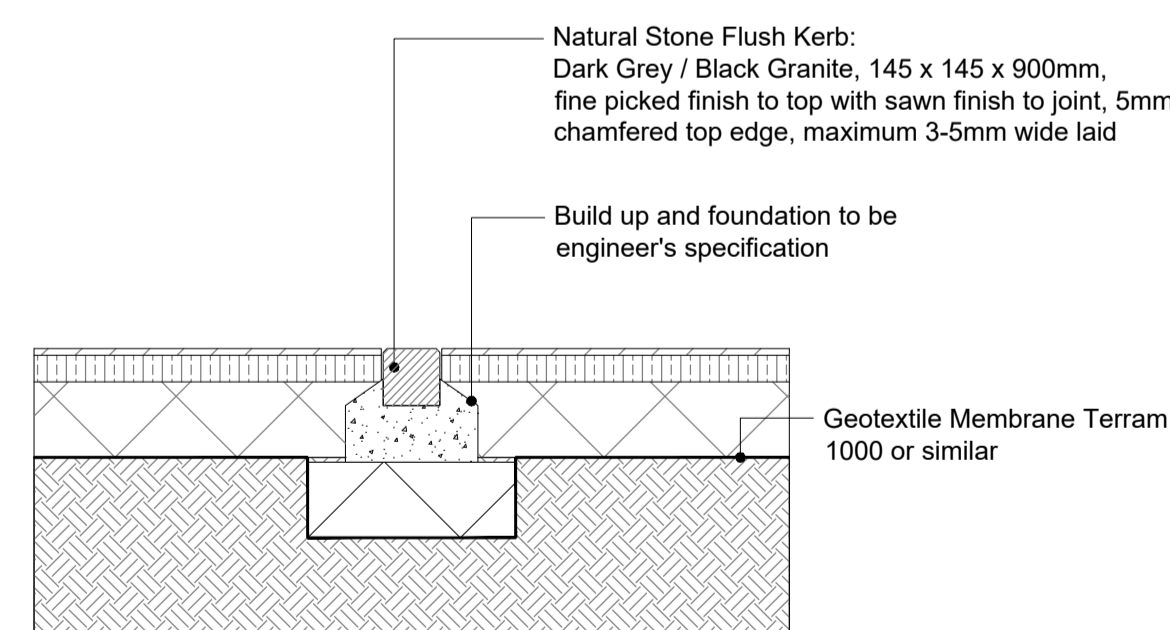 Natural Stone Flush Kerb:
Dark Grey / Black Granite, 145 x 145 x 900mm,
fine picked finish to top with sawn finish to joint, 5mm
chamfered top edge, maximum 3-5mm wide laid
Build up and foundation to be
engineer's specification
Geotextile Membrane Terram
1000 or similar